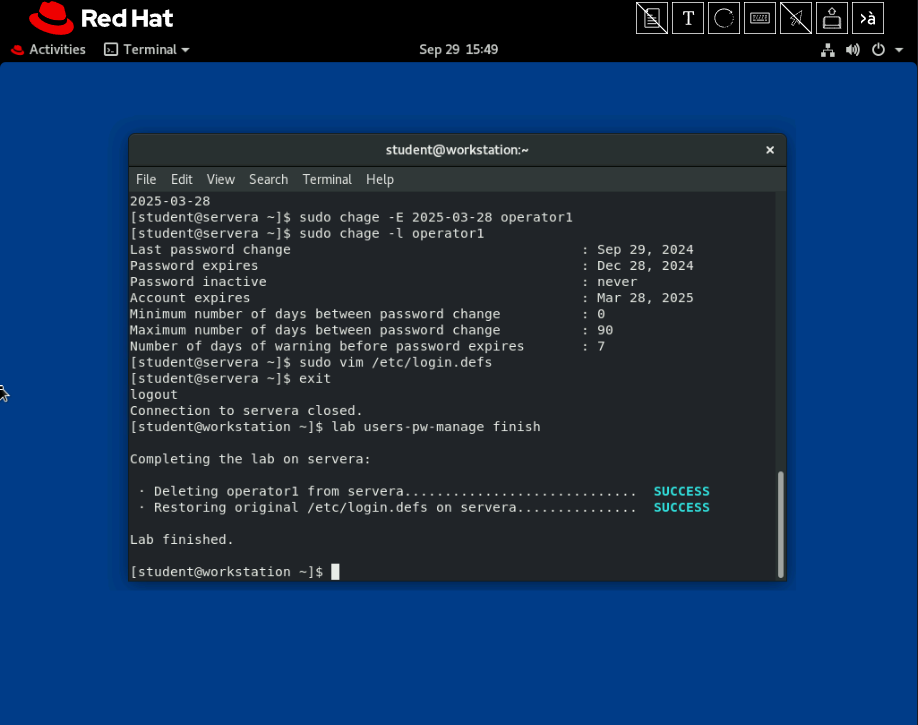 Red Hat
T
>à
Activities
Terminal
Sep 29 15:49
student@workstation:~
×
File Edit View Search Terminal Help
2025-03-28
[student@servera ~]$ sudo chage -E 2025-03-28 operator1
[student@servera ~]$ sudo chage -l operator1
Last password change : Sep 29, 2024
Password expires : Dec 28, 2024
Password inactive : never
Account expires : Mar 28, 2025
Minimum number of days between password change : 0
Maximum number of days between password change : 90
Number of days of warning before password expires : 7
[student@servera ~]$ sudo vim /etc/login.defs
[student@servera ~]$ exit
logout
Connection to servera closed.
[student@workstation ~]$ lab users-pw-manage finish
Completing the lab on servera:
· Deleting operator1 from servera............................. SUCCESS
· Restoring original /etc/login.defs on servera............... SUCCESS
Lab finished.
[student@workstation ~]$